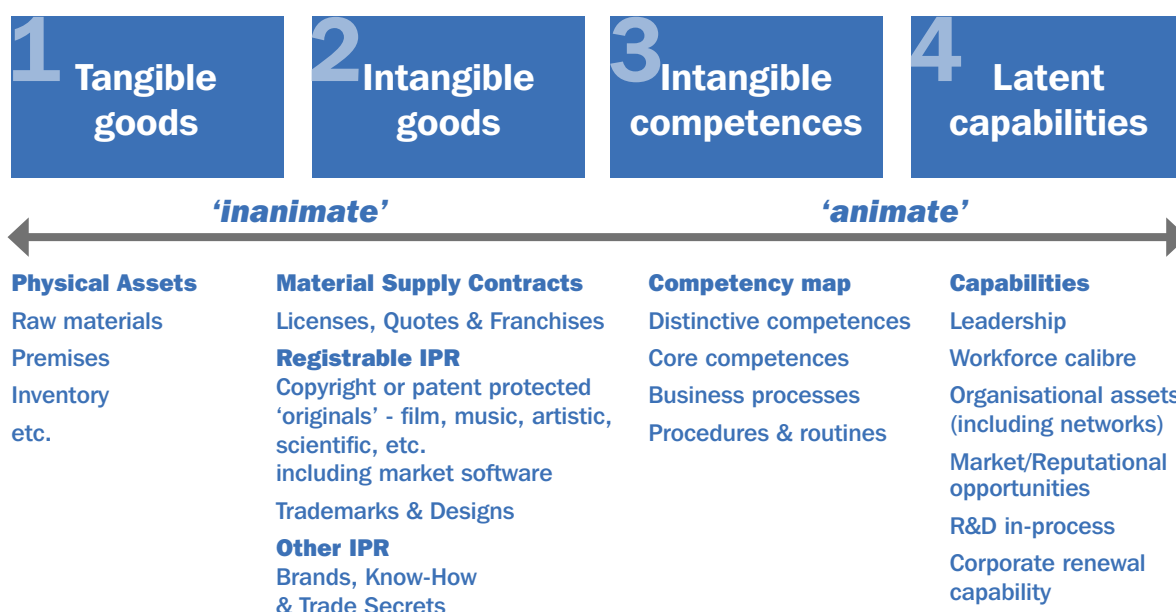 1
Tangible
goods
2
Intangible
goods
3
Intangible
competences
4
Latent
capabilities
‘inanimate’
‘animate’
Physical Assets
Raw materials
Premises
Inventory
etc.
Material Supply Contracts
Licenses, Quotes & Franchises
Registrable IPR
Copyright or patent protected
‘originals’ - film, music, artistic,
scientific, etc.
including market software
Trademarks & Designs
Other IPR
Brands, Know-How
& Trade Secrets
Competency map
Distinctive competences
Core competences
Business processes
Procedures & routines
Capabilities
Leadership
Workforce calibre
Organisational assets
(including networks)
Market/Reputational
opportunities
R&D in-process
Corporate renewal
capability